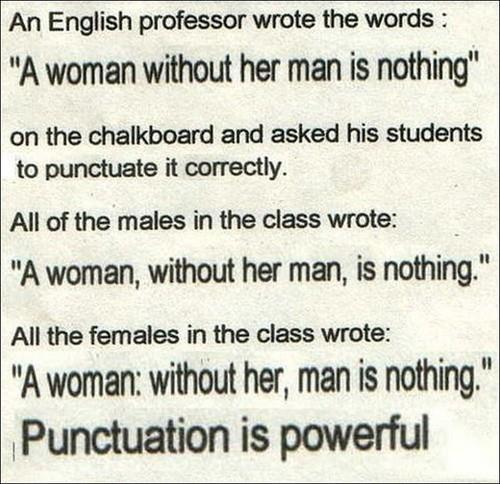 An English professor wrote the words :
"A woman without her man is nothing"
on the chalkboard and asked his students
to punctuate it correctly.
All of the males in the class wrote:
"A woman, without her man, is nothing."
All the females in the class wrote:
"A woman: without her, man is nothing."
Punctuation is powerful